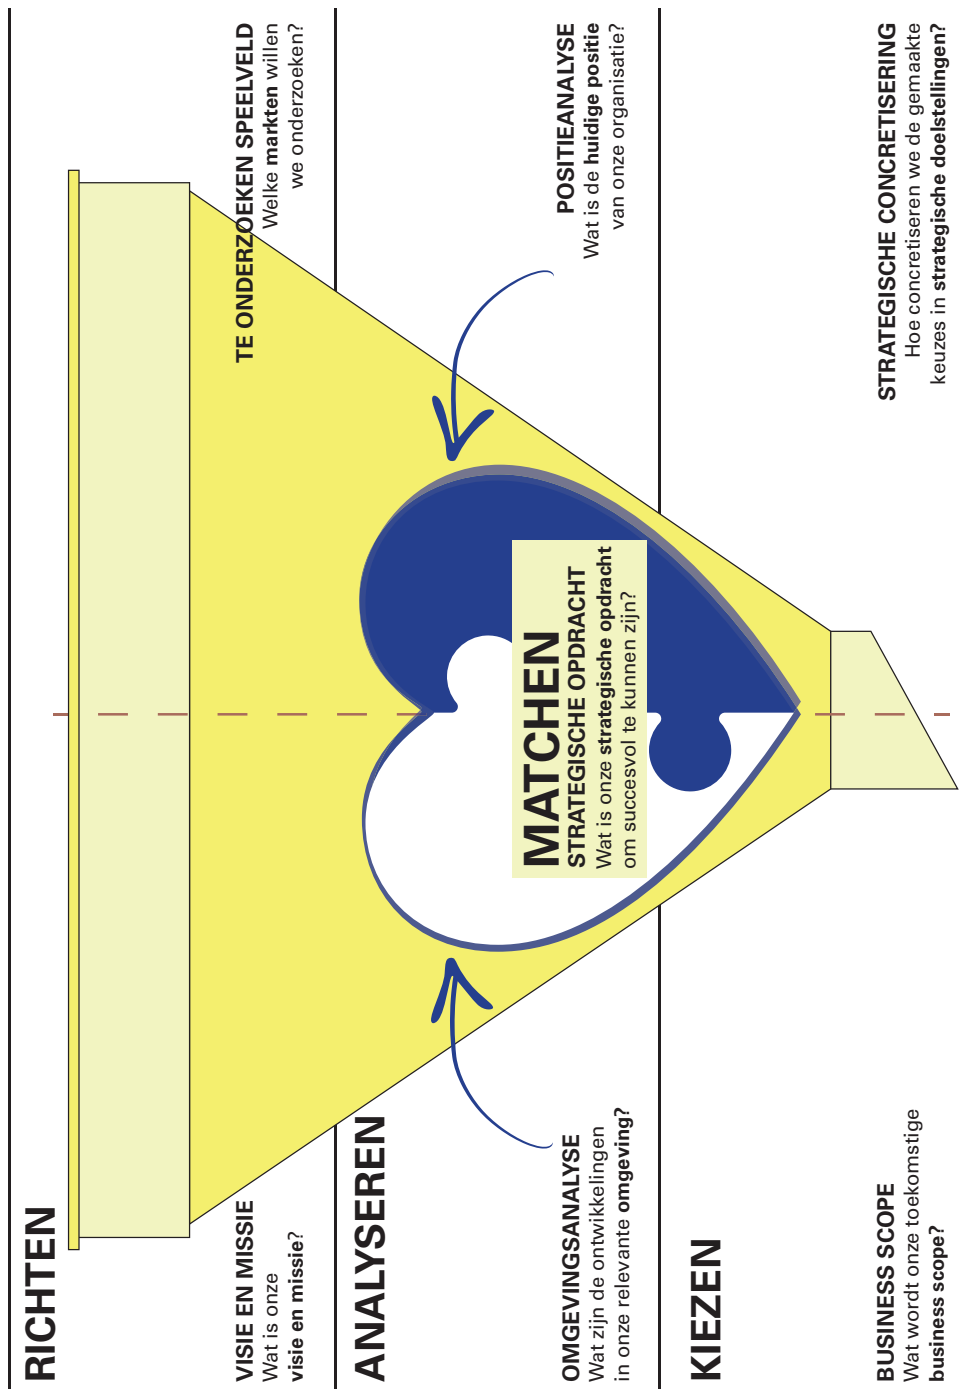 RICHTEN
VISIE EN MISSIE
Wat is onze
visie en missie?
TE ONDERZOEKEN SPEELVELD
Welke markten willen
we onderzoeken?
ANALYSEREN
OMGEVINGSANALYSE
Wat zijn de ontwikkelingen
in onze relevante omgeving?
POSITIEANALYSE
Wat is de huidige positie
van onze organisatie?
MATCHEN
STRATEGISCHE OPDRACHT
Wat is onze strategische opdracht
om succesvol te kunnen zijn?
KIEZEN
BUSINESS SCOPE
Wat wordt onze toekomstige
business scope?
STRATEGISCHE CONCRETISERING
Hoe concretiseren we de gemaakte
keuzes in strategische doelstellingen?